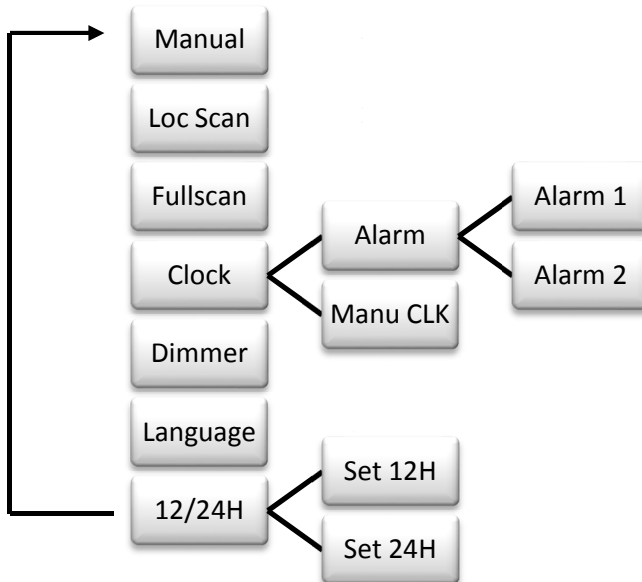 Manual
Loc Scan
Fullscan
Clock
Alarm
Alarm 1
Alarm 2
Manu CLK
Dimmer
Language
12/24H
Set 12H
Set 24H